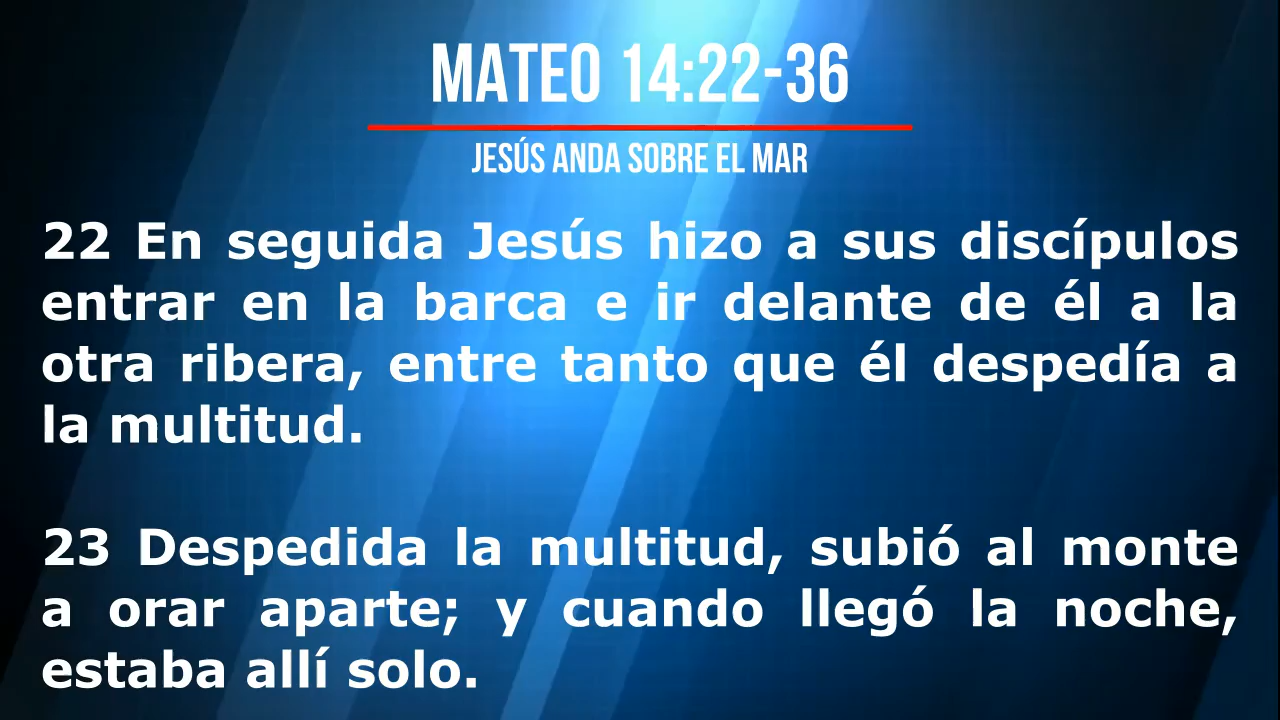 MATEO 14:22-36
JESÚS ANDA SOBRE EL MAR
22 En seguida Jesús hizo a sus discípulos
entrar en la barca e ir delante de él a la
otra ribera, entre tanto que él despedía a
la multitud.
23 Despedida la multitud, subió al monte
a orar aparte; y cuando llegó la noche,
estaba allí solo.